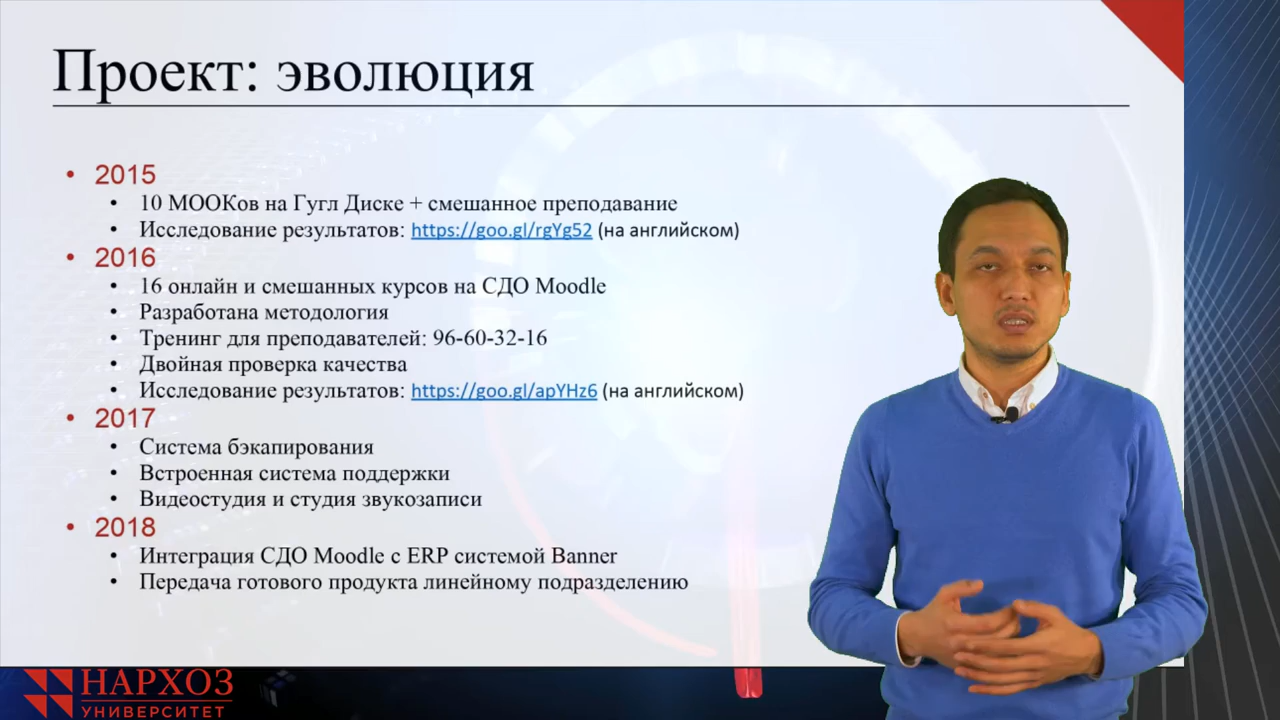 Проект: эволюция
• 2015
• 10 МООКов на Гугл Диске + смешанное преподавание
• Исследование результатов: https://goo.gl/rgYg52 (на английском)
• 2016
• 16 онлайн и смешанных курсов на СДО Moodle
• Разработана методология
• Тренинг для преподавателей: 96-60-32-16
• Двойная проверка качества
• Исследование результатов: https://goo.gl/apYHz6 (на английском)
• 2017
• Система бэкапирования
• Встроенная система поддержки
• Видеостудия и студия звукозаписи
• 2018
• Интеграция СДО Moodle с ERP системой Banner
• Передача готового продукта линейному подразделению
НАРХОЗ
УНИВЕРСИТЕТ